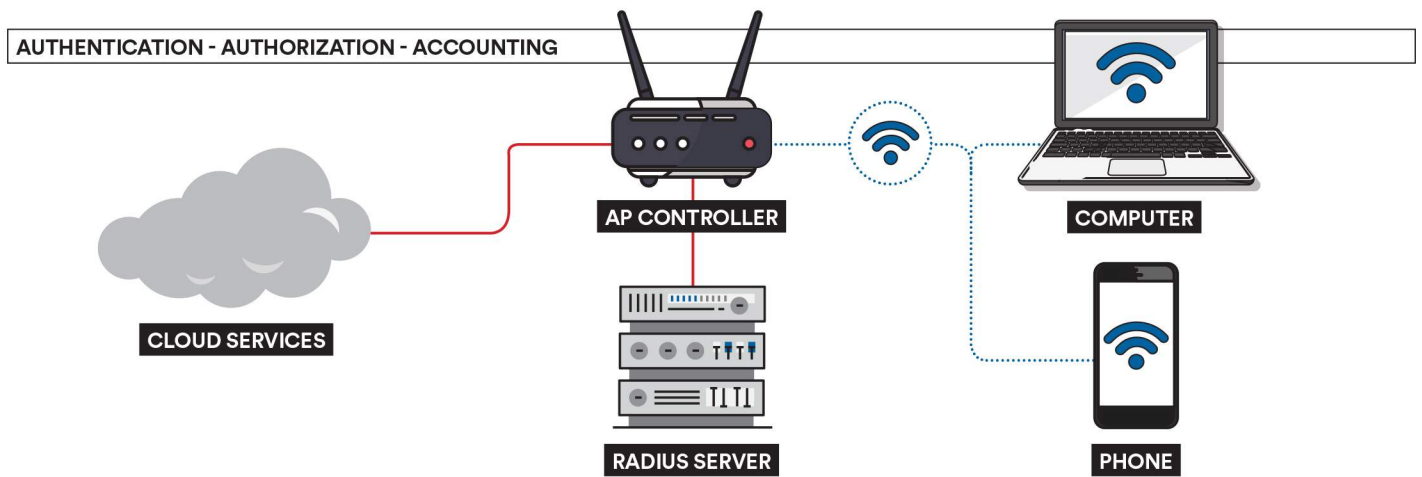 AUTHENTICATION - AUTHORIZATION - ACCOUNTING
AP CONTROLLER
COMPUTER
CLOUD SERVICES
RADIUS SERVER
PHONE